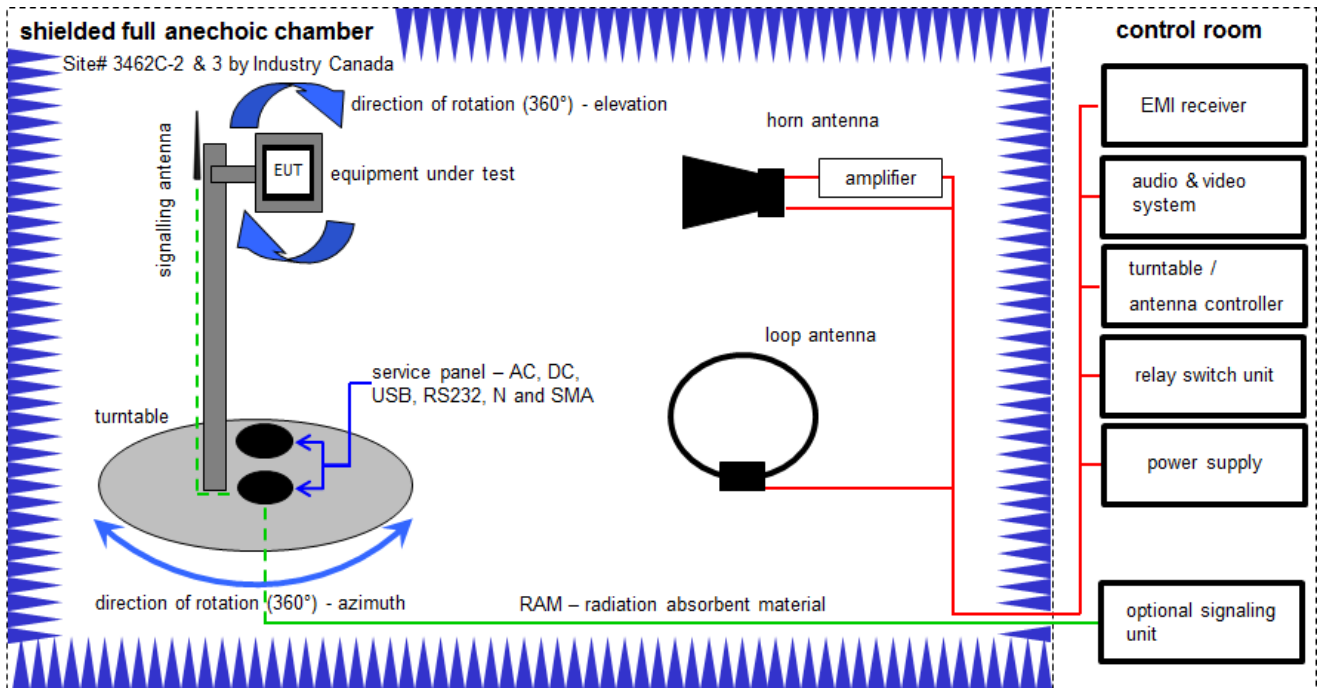 shielded full anechoic chamber
Site# 3462C-2 & 3 by Industry Canada
direction of rotation (360°) - elevation
signalling antenna
EUT
equipment under test
horn antenna
amplifier
loop antenna
service panel – AC, DC,
USB, RS232, N and SMA
turntable
direction of rotation (360°) - azimuth
RAM – radiation absorbent material
control room
EMI receiver
audio & video
system
turntable /
antenna controller
relay switch unit
power supply
optional signaling
unit